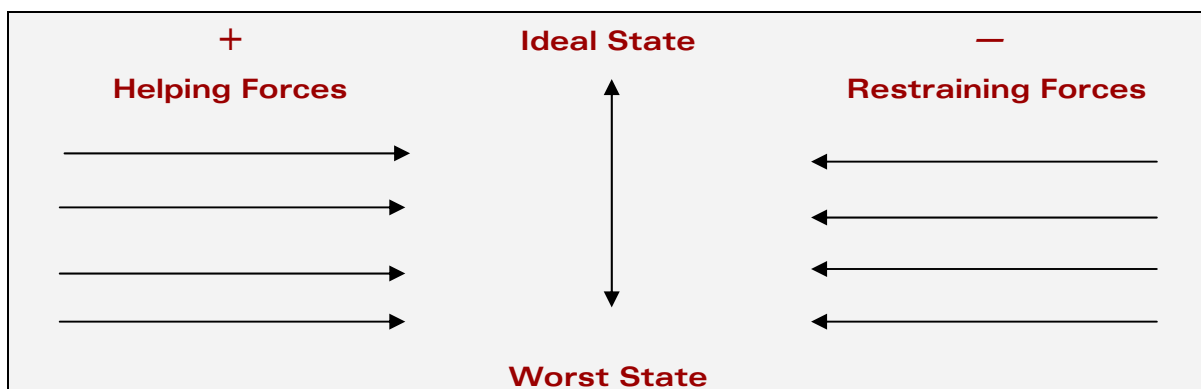 + Ideal State —
Helping Forces Restraining Forces
Worst State